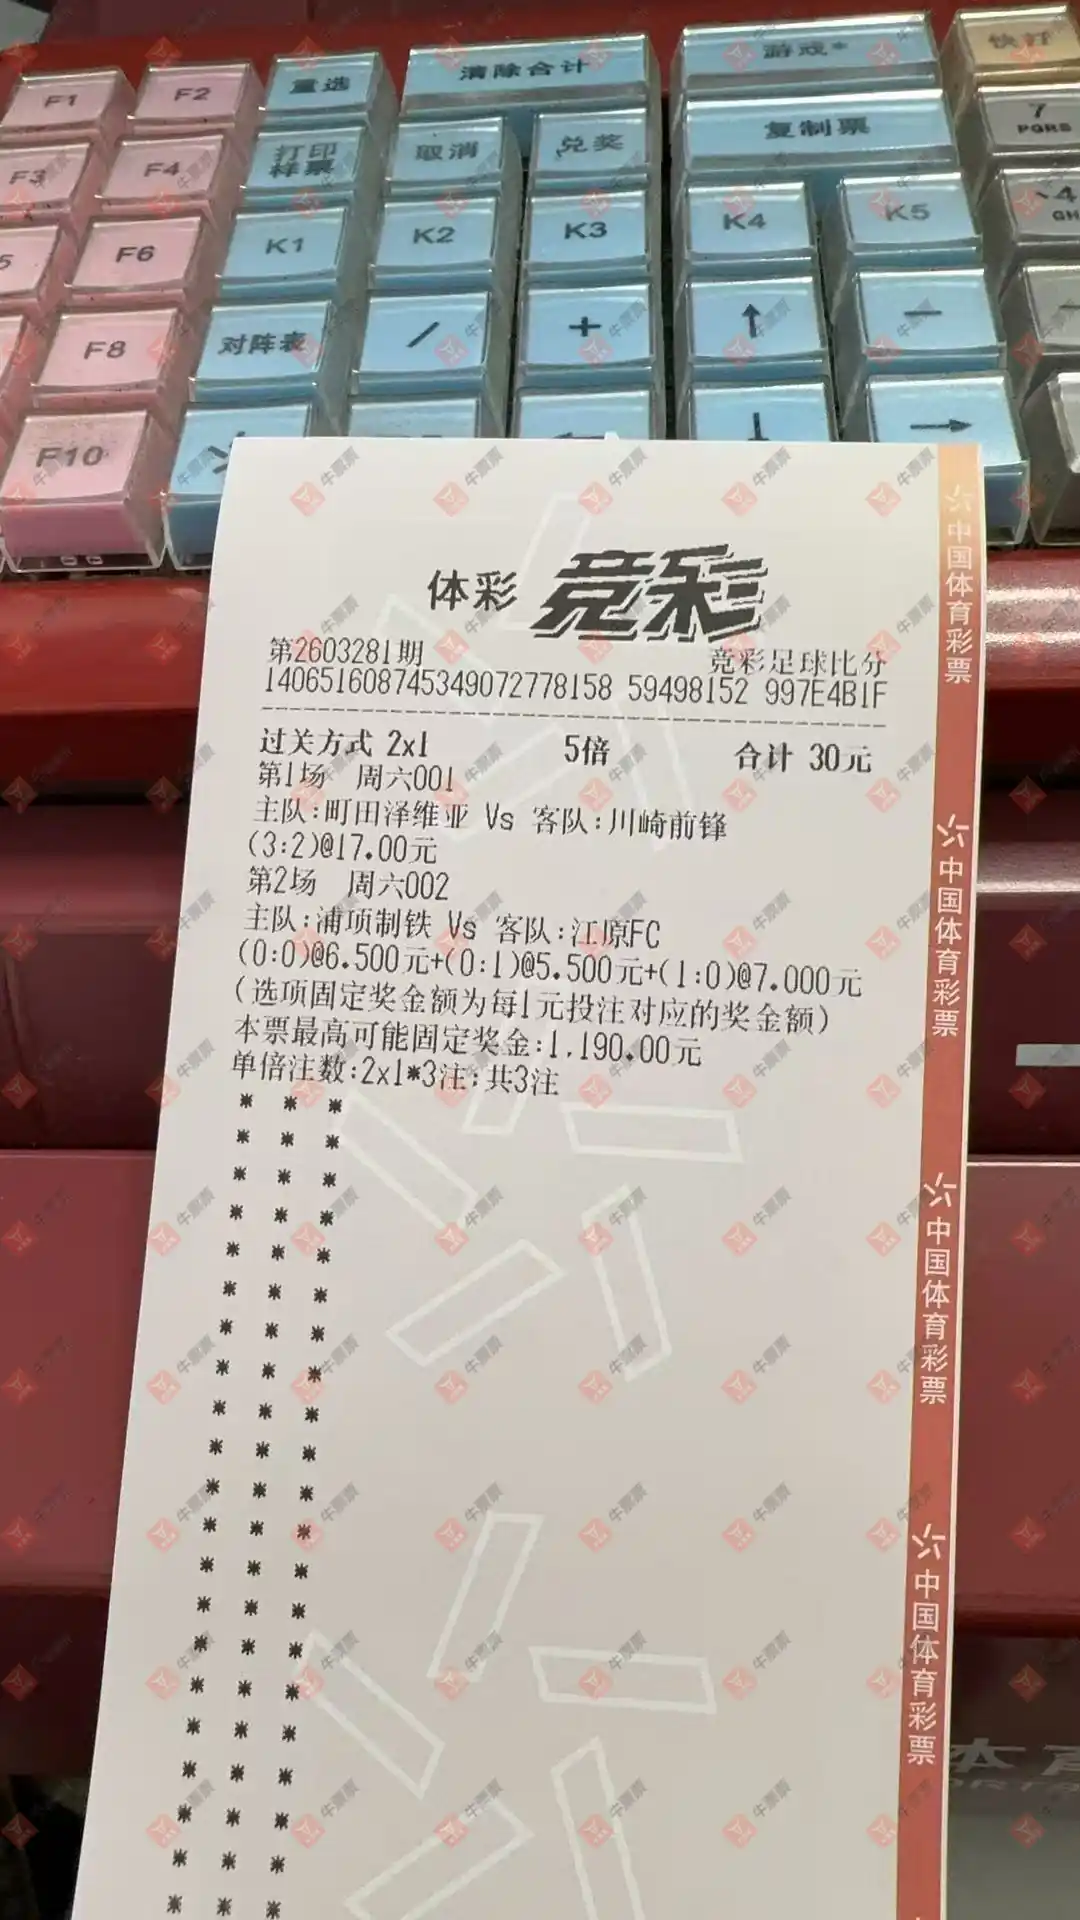 F1 F2 重选 清除合计 游戏* 快打
F3 F4 打印样票 取消 兑奖 复制票 7 PQRS
5 F6 K1 K2 K3 K4 K5 4 GH
F8 对阵表 / + ↑ −
F10 ↓ →
体彩 竞彩
第2603281期 竞彩足球比分
140651608745349072778158 59498152 997E4B1F
过关方式 2x1 5倍 合计 30元
第1场 周六001
主队:町田泽维亚 Vs 客队:川崎前锋
(3:2)@17.00元
第2场 周六002
主队:浦项制铁 Vs 客队:江原FC
(0:0)@6.500元+(0:1)@5.500元+(1:0)@7.000元
(选项固定奖金额为每1元投注对应的奖金额)
本票最高可能固定奖金:1,190.00元
单倍注数:2x1*3注;共3注
中国体育彩票
中国体育彩票
中国体育彩票
中国体育彩票
牛票票